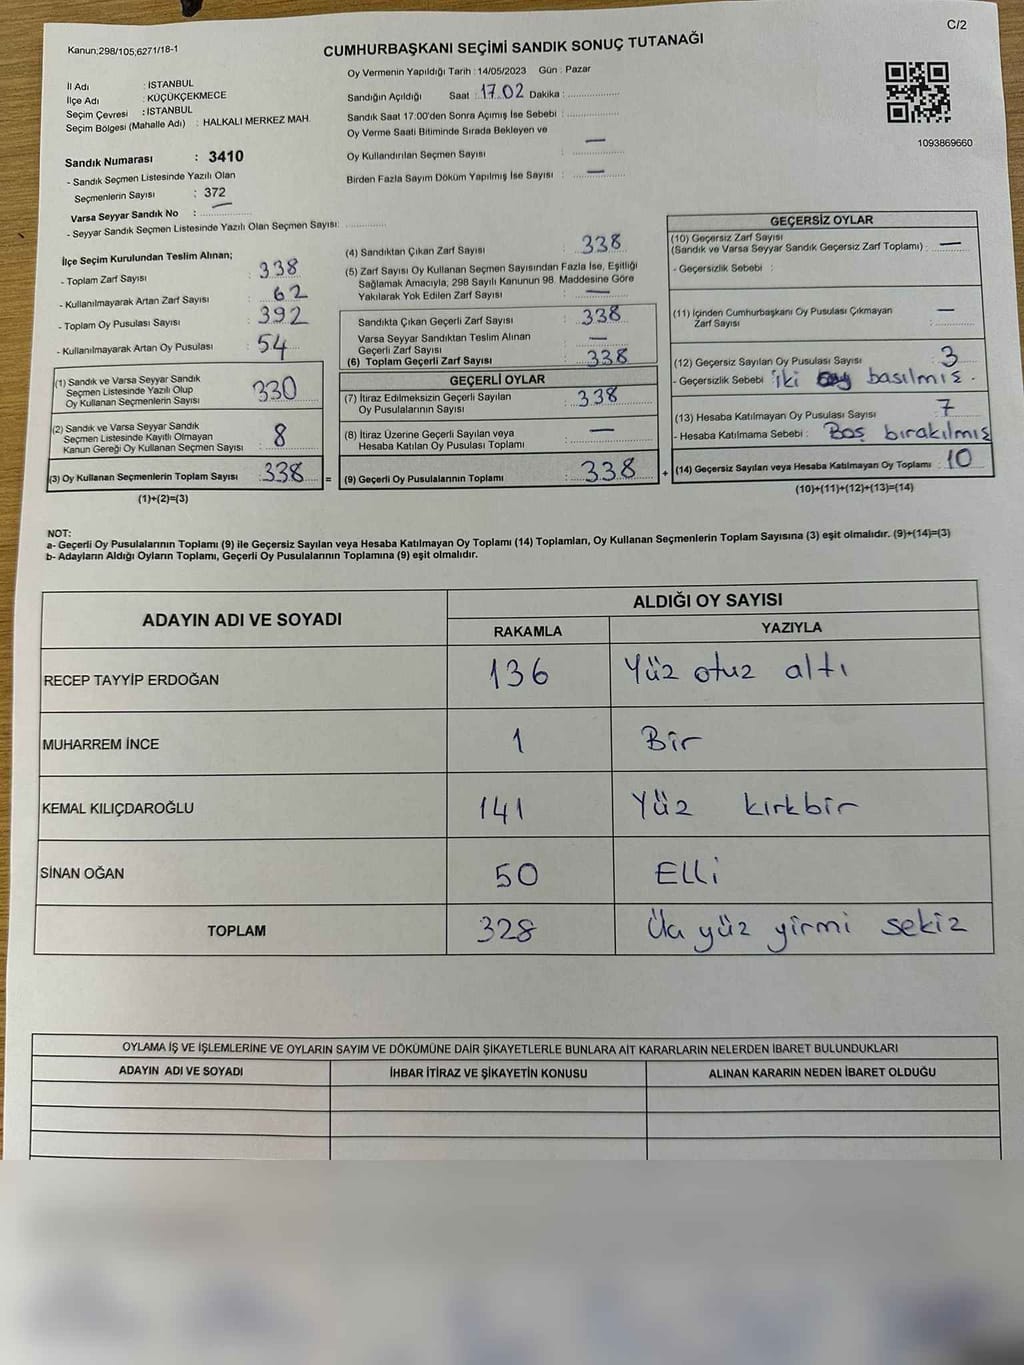 C/2
Kanun;298/105,6271/18-1
CUMHURBAŞKANI SEÇİMİ SANDIK SONUÇ TUTANAĞI
İl Adı : İSTANBUL
İlçe Adı : KÜÇÜKÇEKMECE
Seçim Çevresi : İSTANBUL
Seçim Bölgesi (Mahalle Adı) : HALKALI MERKEZ MAH.
Sandık Numarası : 3410
- Sandık Seçmen Listesinde Yazılı Olan
Seçmenlerin Sayısı : 372
Varsa Seyyar Sandık No : —
- Seyyar Sandık Seçmen Listesinde Yazılı Olan Seçmen Sayısı:
Oy Vermenin Yapıldığı Tarih : 14/05/2023 Gün : Pazar
Sandığın Açıldığı Saat : 17.02 Dakika :
Sandık Saat 17:00'den Sonra Açımış İse Sebebi :
Oy Verme Saati Bitiminde Sırada Bekleyen ve
Oy Kullandırılan Seçmen Sayısı : —
Birden Fazla Sayım Döküm Yapılmış İse Sayısı : —
1093869660
İlçe Seçim Kurulundan Teslim Alınan;
- Toplam Zarf Sayısı : 338
- Kullanılmayarak Artan Zarf Sayısı : 62
- Toplam Oy Pusulası Sayısı : 392
- Kullanılmayarak Artan Oy Pusulası : 54
(1) Sandık ve Varsa Seyyar Sandık
Seçmen Listesinde Yazılı Olup
Oy Kullanan Seçmenlerin Sayısı : 330
(2) Sandık ve Varsa Seyyar Sandık
Seçmen Listesinde Kayıtlı Olmayan
Kanun Gereği Oy Kullanan Seçmen Sayısı : 8
(3) Oy Kullanan Seçmenlerin Toplam Sayısı : 338 =
(1)+(2)=(3)
(4) Sandıktan Çıkan Zarf Sayısı : 338
(5) Zarf Sayısı Oy Kullanan Seçmen Sayısından Fazla İse, Eşitliği
Sağlamak Amacıyla; 298 Sayılı Kanunun 98. Maddesine Göre
Yakılarak Yok Edilen Zarf Sayısı : —
Sandıkta Çıkan Geçerli Zarf Sayısı : 338
Varsa Seyyar Sandıktan Teslim Alınan
Geçerli Zarf Sayısı : —
(6) Toplam Geçerli Zarf Sayısı : 338
GEÇERLİ OYLAR
(7) İtiraz Edilmeksizin Geçerli Sayılan
Oy Pusulalarının Sayısı : 338
(8) İtiraz Üzerine Geçerli Sayılan veya
Hesaba Katılan Oy Pusulası Toplamı : —
(9) Geçerli Oy Pusulalarının Toplamı : 338 +
GEÇERSİZ OYLAR
(10) Geçersiz Zarf Sayısı
(Sandık ve Varsa Seyyar Sandık Geçersiz Zarf Toplamı) : —
- Geçersizlik Sebebi :
(11) İçinden Cumhurbaşkanı Oy Pusulası Çıkmayan
Zarf Sayısı : —
(12) Geçersiz Sayılan Oy Pusulası Sayısı : 3
- Geçersizlik Sebebi : iki basılmış.
(13) Hesaba Katılmayan Oy Pusulası Sayısı : 7
- Hesaba Katılmama Sebebi : Boş bırakılmış
(14) Geçersiz Sayılan veya Hesaba Katılmayan Oy Toplamı : 10
(10)+(11)+(12)+(13)=(14)
NOT:
a- Geçerli Oy Pusulalarının Toplamı (9) ile Geçersiz Sayılan veya Hesaba Katılmayan Oy Toplamı (14) Toplamları, Oy Kullanan Seçmenlerin Toplam Sayısına (3) eşit olmalıdır. (9)+(14)=(3)
b- Adayların Aldığı Oyların Toplamı, Geçerli Oy Pusulalarının Toplamına (9) eşit olmalıdır.
ADAYIN ADI VE SOYADI ALDIĞI OY SAYISI
RAKAMLA YAZIYLA
RECEP TAYYİP ERDOĞAN 136 Yüz otuz altı
MUHARREM İNCE 1 Bir
KEMAL KILIÇDAROĞLU 141 Yüz kırkbir
SİNAN OĞAN 50 Elli
TOPLAM 328 Üç yüz yirmi sekiz
OYLAMA İŞ VE İŞLEMLERİNE VE OYLARIN SAYIM VE DÖKÜMÜNE DAİR ŞİKAYETLERLE BUNLARA AİT KARARLARIN NELERDEN İBARET BULUNDUKLARI
ADAYIN ADI VE SOYADI İHBAR İTİRAZ VE ŞİKAYETİN KONUSU ALINAN KARARIN NEDEN İBARET OLDUĞU